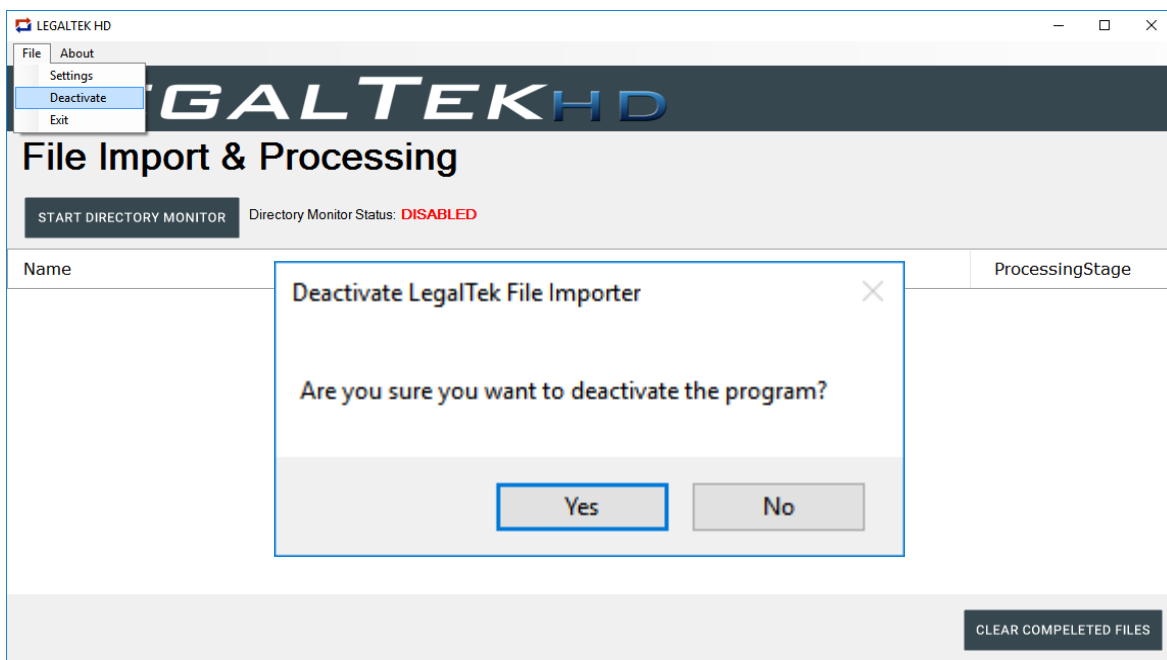 LEGALTEK HD
File About
Settings
Deactivate
Exit
GALTEKHD
File Import & Processing
START DIRECTORY MONITOR Directory Monitor Status: DISABLED
Name ProcessingStage
Deactivate LegalTek File Importer
Are you sure you want to deactivate the program?
Yes No
CLEAR COMPELETED FILES